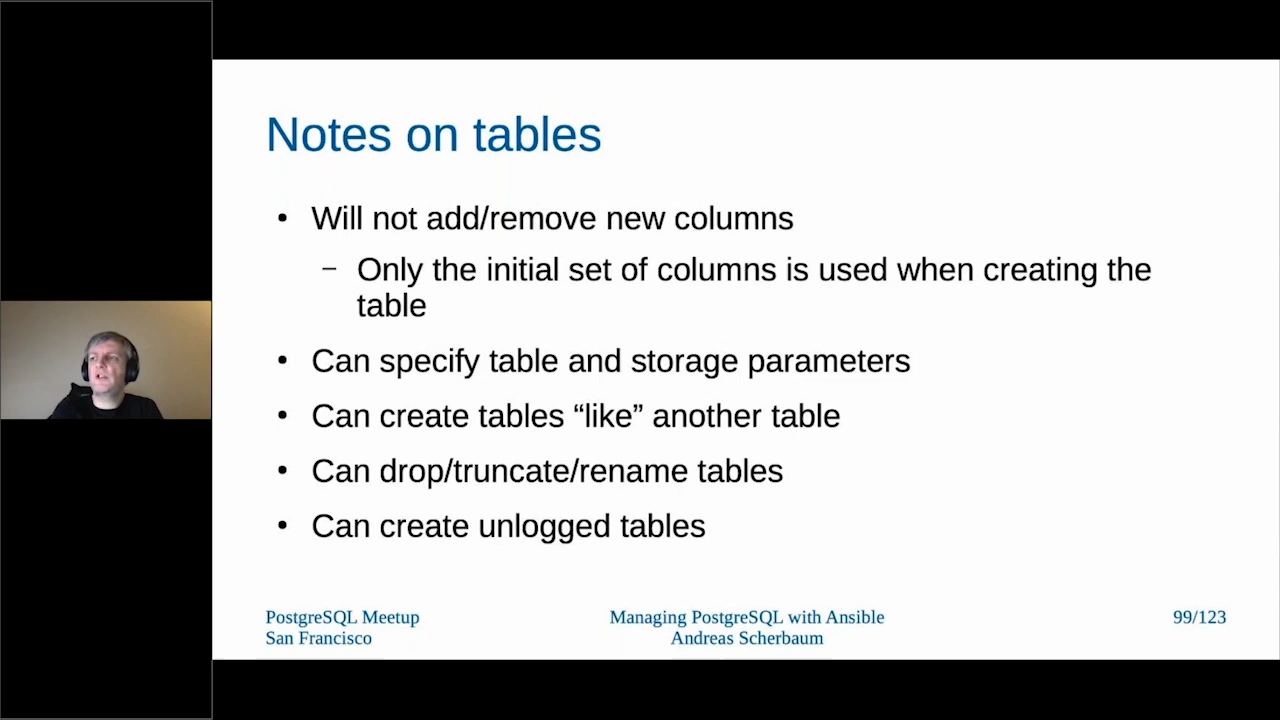 Notes on tables
• Will not add/remove new columns
– Only the initial set of columns is used when creating the
table
• Can specify table and storage parameters
• Can create tables “like” another table
• Can drop/truncate/rename tables
• Can create unlogged tables
PostgreSQL Meetup
San Francisco
Managing PostgreSQL with Ansible
Andreas Scherbaum
99/123